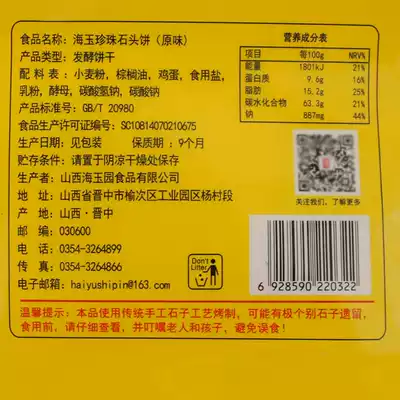 食品名称：海玉珍珠石头饼（原味）
产品类型：发酵饼干
配 料 表：小麦粉，棕榈油，鸡蛋，食用盐，
乳粉，酵母，碳酸氢钠，碳酸钠
产品标准号：GB/T 20980
食品生产许可证编号：SC10814070210675
生产日期：见包装 保质期：9个月
贮存条件：请置于阴凉干燥处保存
生产者：山西海玉园食品有限公司
地 址：山西省晋中市榆次区工业园区杨村段
产 地：山西·晋中
邮 编：030600
电 话：0354-3264899
传 真：0354-3264866
电子邮箱：haiyushipin@163.com
营养成分表
项目 每100g NRV%
能量 1801kJ 21%
蛋白质 9.6g 16%
脂肪 15.2g 25%
碳水化合物 63.3g 21%
钠 887mg 44%
关注我们，了解更多
Don't
Litter
6 928590 220322
温馨提示：本品使用传统手工石子工艺烤制，可能有极个别石子遗留，
食用前，请仔细查看，并叮嘱老人和孩子，避免误食！